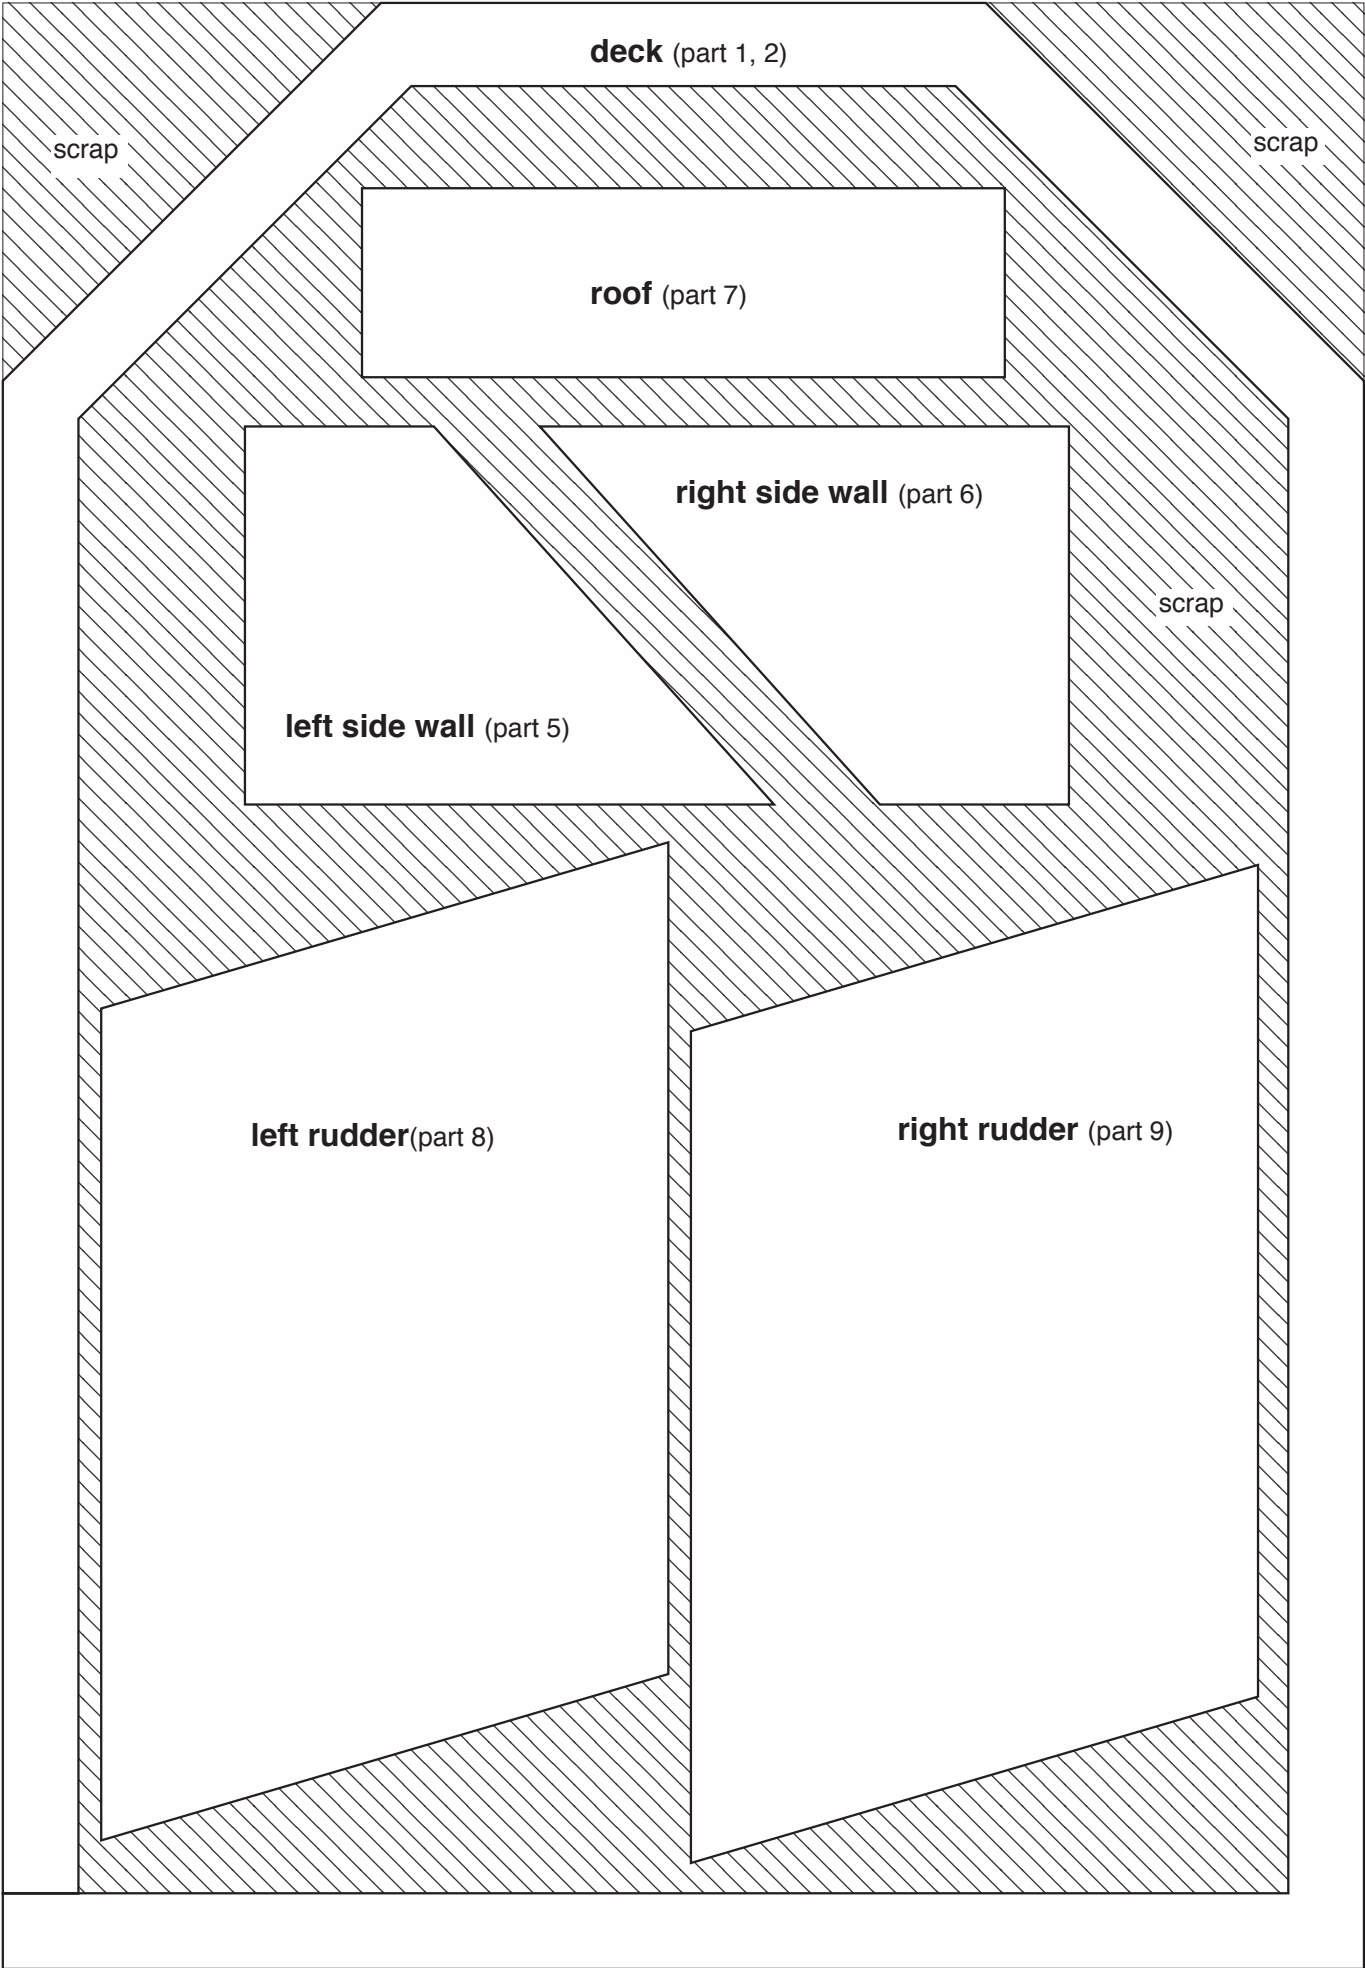 deck (part 1, 2)
scrap
scrap
roof (part 7)
right side wall (part 6)
scrap
left side wall (part 5)
left rudder(part 8)
right rudder (part 9)